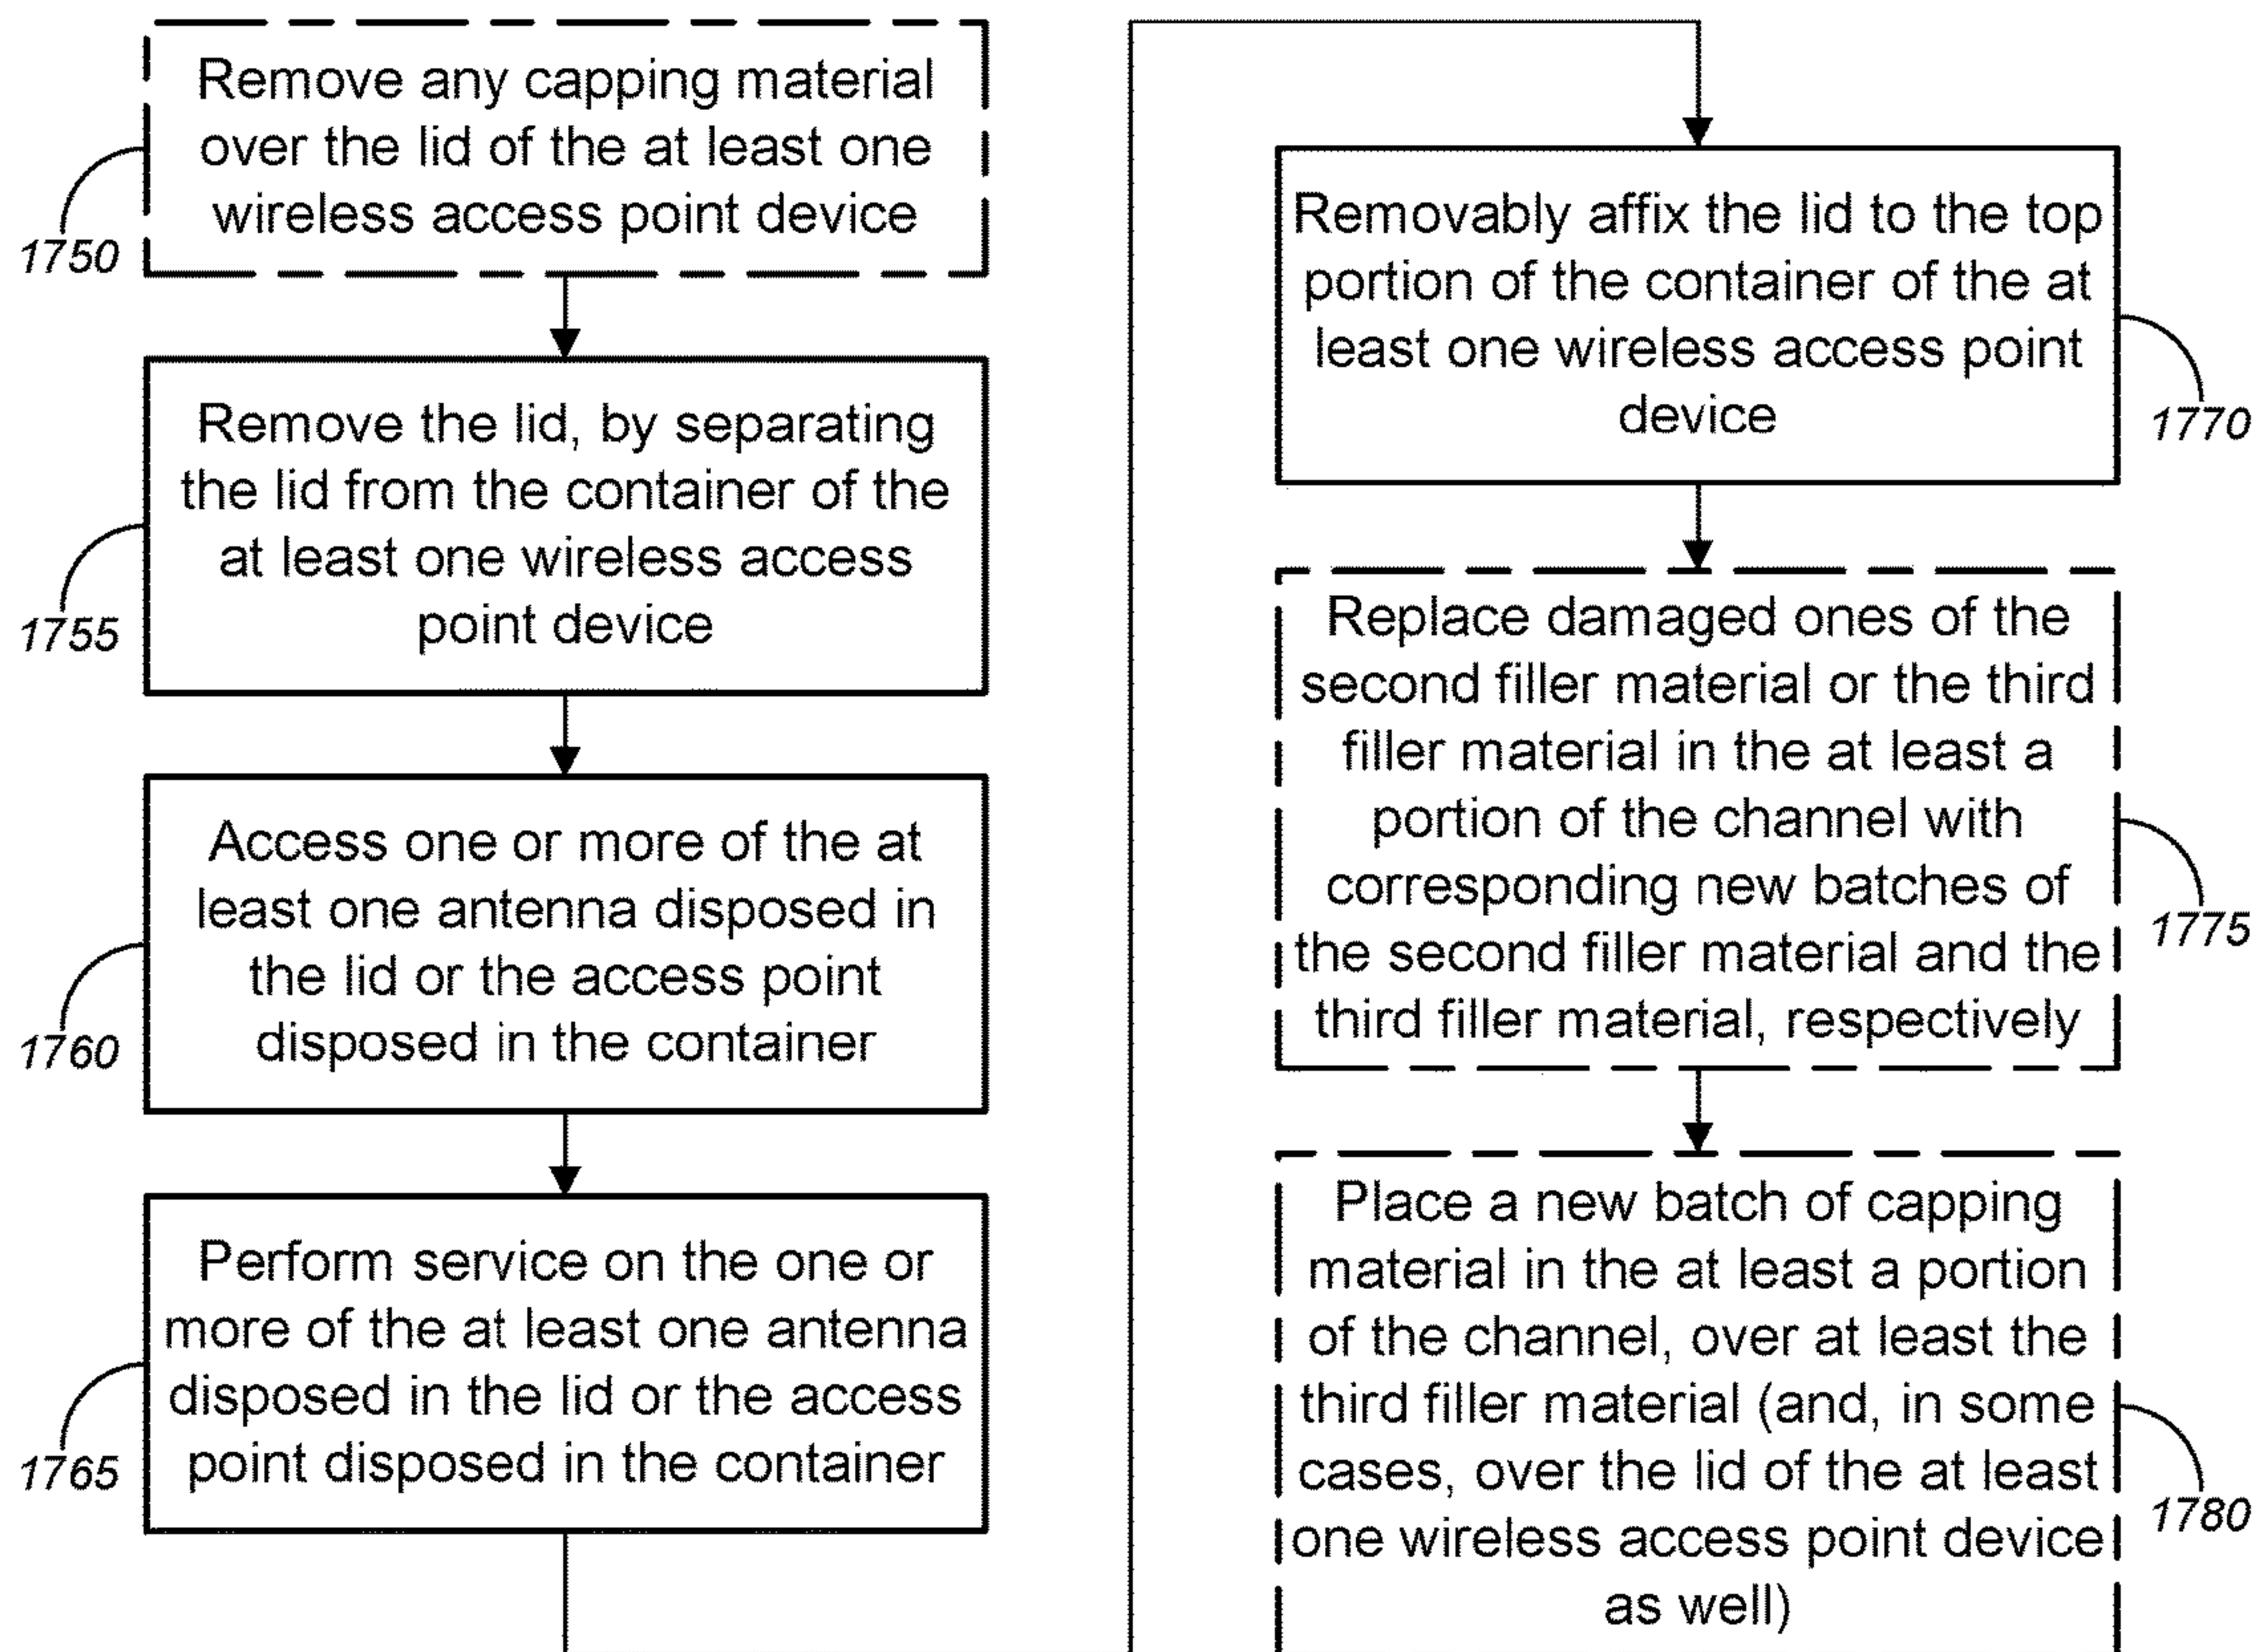 Remove any capping material
over the lid of the at least one
wireless access point device
1750
Remove the lid, by separating
the lid from the container of the
at least one wireless access
point device
1755
Access one or more of the at
least one antenna disposed in
the lid or the access point
disposed in the container
1760
Perform service on the one or
more of the at least one antenna
disposed in the lid or the access
point disposed in the container
1765
Removably affix the lid to the top
portion of the container of the at
least one wireless access point
device
1770
Replace damaged ones of the
second filler material or the third
filler material in the at least a
portion of the channel with
corresponding new batches of
the second filler material and the
third filler material, respectively
1775
Place a new batch of capping
material in the at least a portion
of the channel, over at least the
third filler material (and, in some
cases, over the lid of the at least
one wireless access point device
as well)
1780